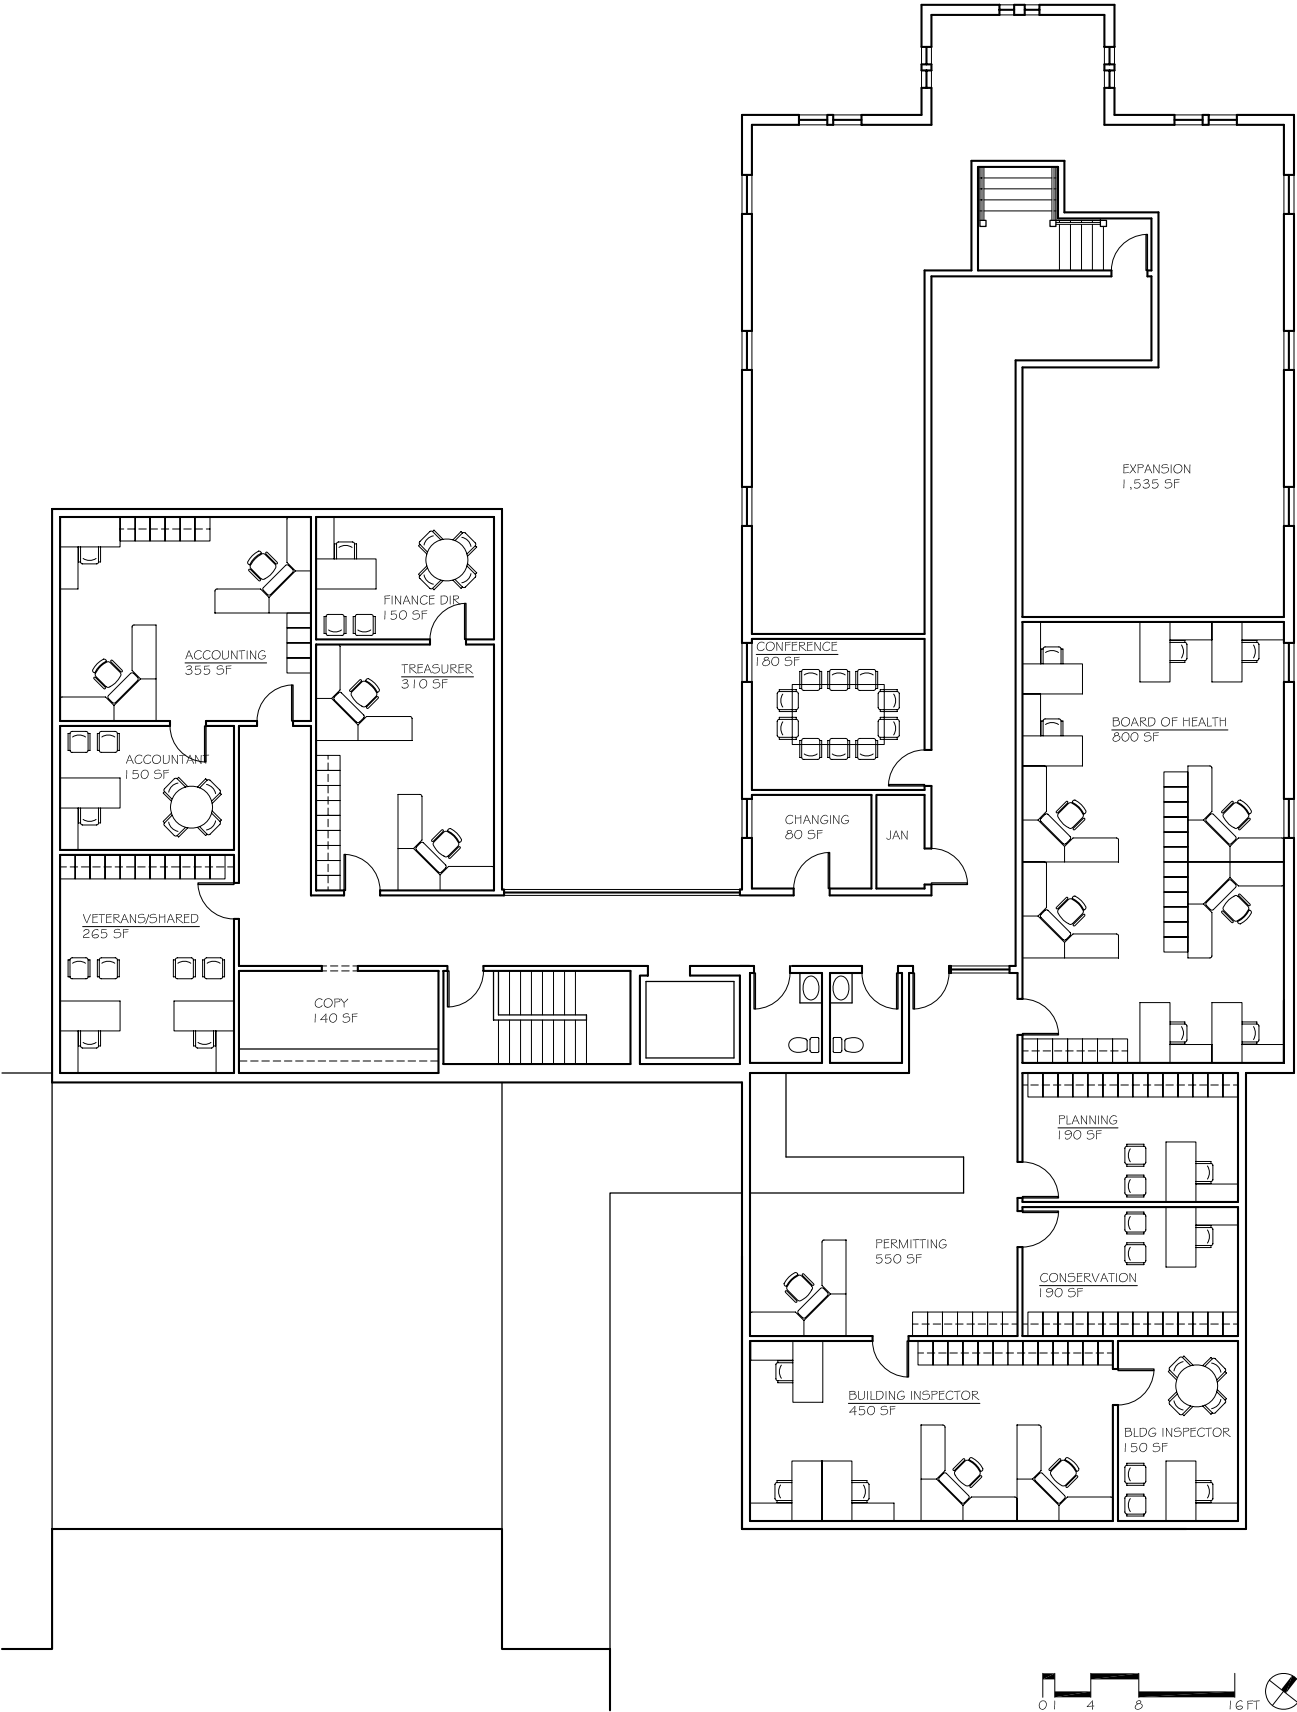 EXPANSION
1,535 SF
FINANCE DIR
150 SF
CONFERENCE
180 SF
ACCOUNTING
355 SF
TREASURER
310 SF
BOARD OF HEALTH
800 SF
ACCOUNTANT
150 SF
CHANGING
80 SF
JAN
VETERANS/SHARED
265 SF
COPY
140 SF
PLANNING
190 SF
PERMITTING
550 SF
CONSERVATION
190 SF
BUILDING INSPECTOR
450 SF
BLDG INSPECTOR
150 SF
0 1 4 8 16 FT